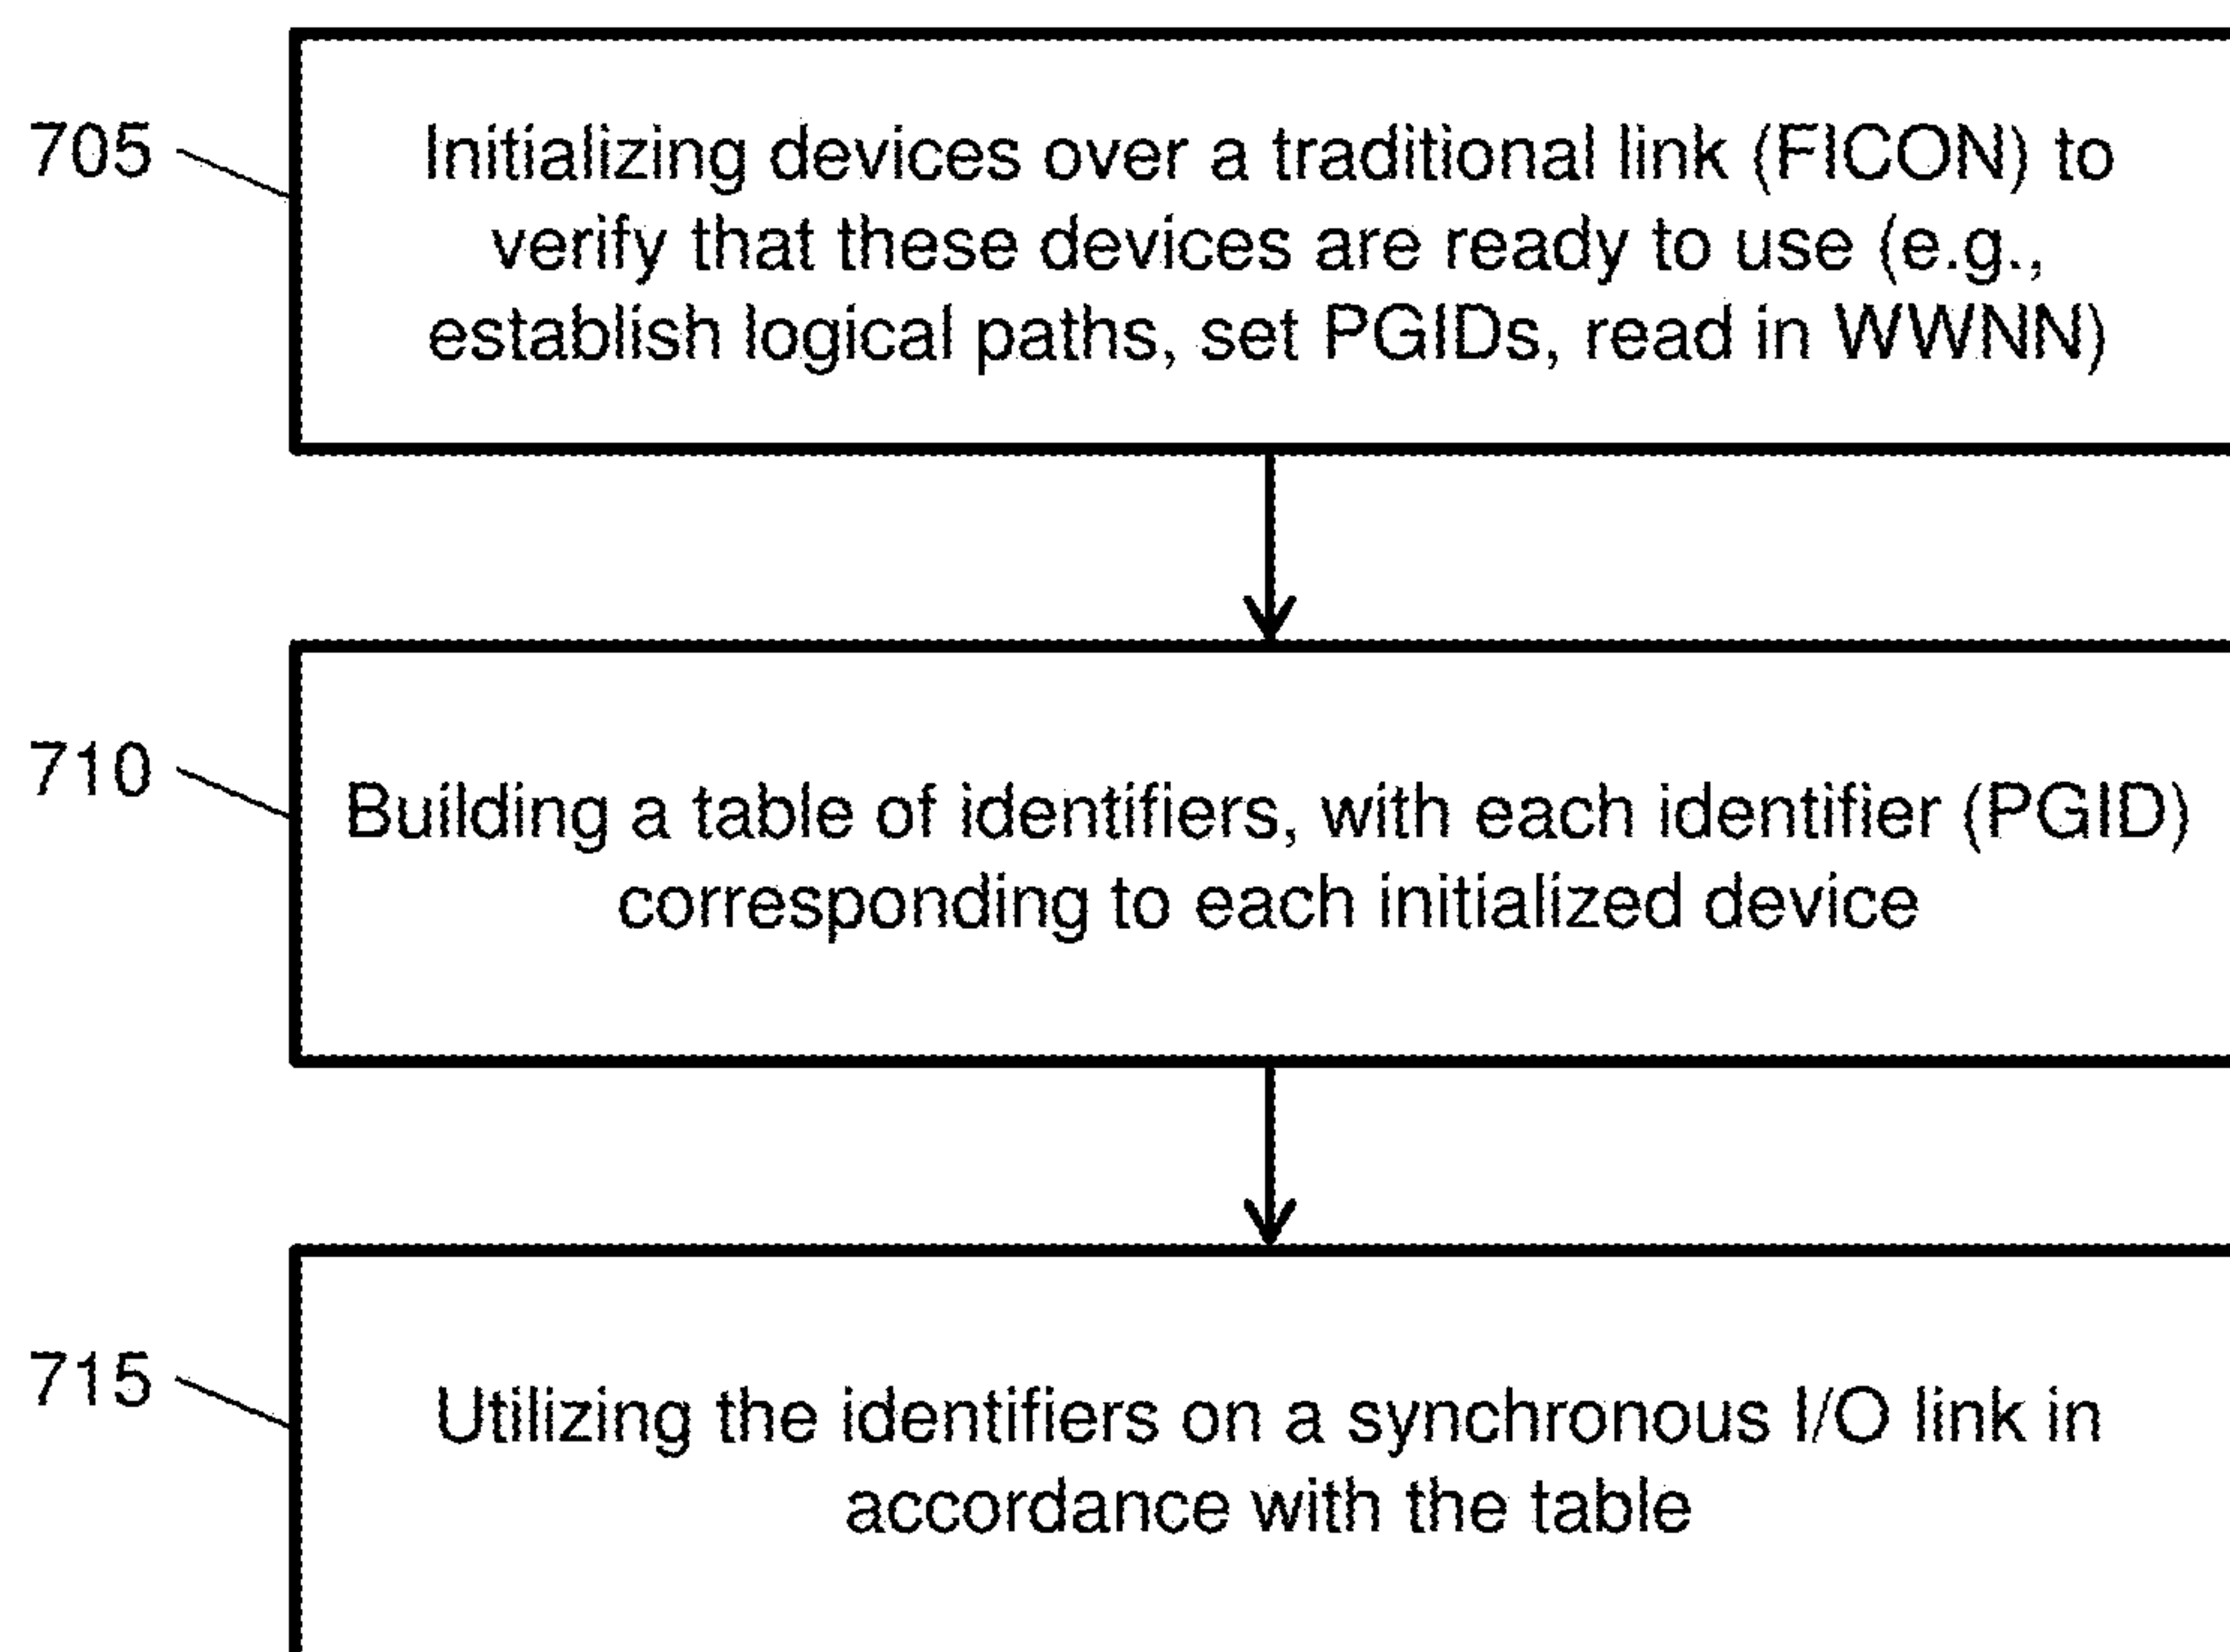 705
Initializing devices over a traditional link (FICON) to
verify that these devices are ready to use (e.g.,
establish logical paths, set PGIDs, read in WWNN)
710
Building a table of identifiers, with each identifier (PGID)
corresponding to each initialized device
715
Utilizing the identifiers on a synchronous I/O link in
accordance with the table